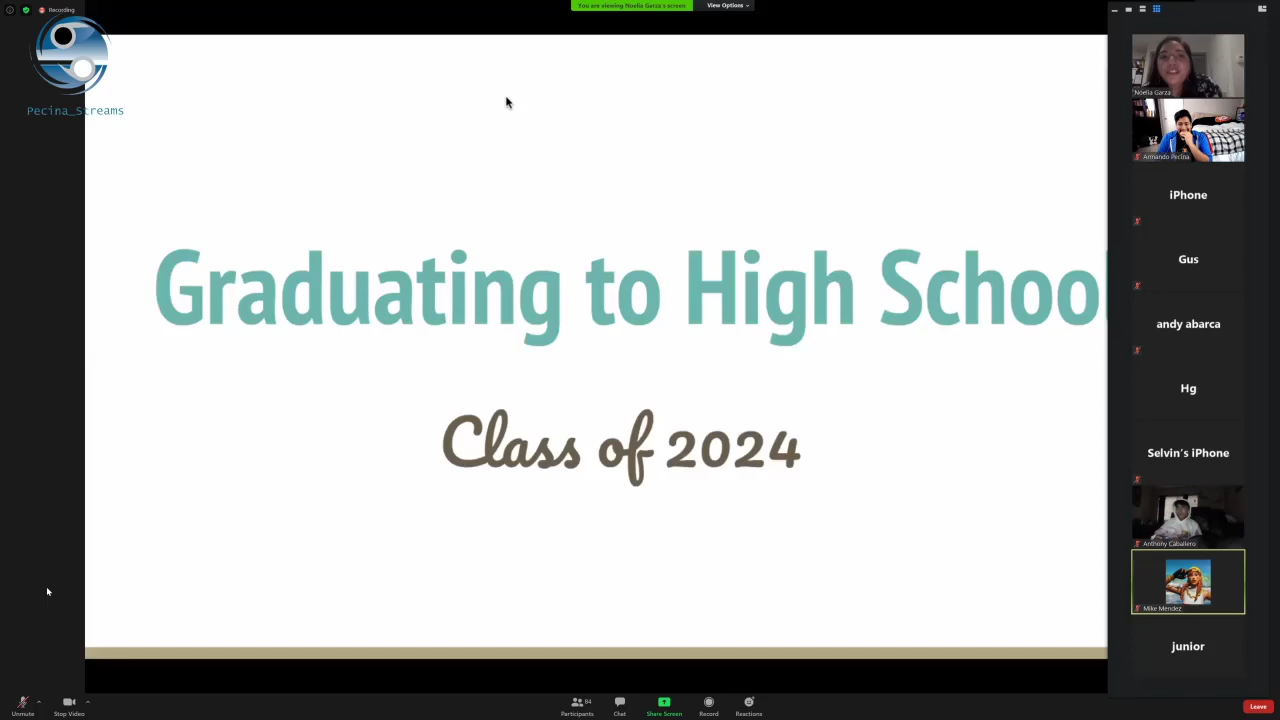 Recording
You are viewing Noelia Garza's screen
View Options
Pecina_Streams
Graduating to High School
Class of 2024
Noelia Garza
Armando Pecina
iPhone
Gus
andy abarca
Hg
Selvin's iPhone
Anthony Caballero
Mike Mendez
junior
Unmute
Stop Video
84
Participants
Chat
Share Screen
Record
Reactions
Leave